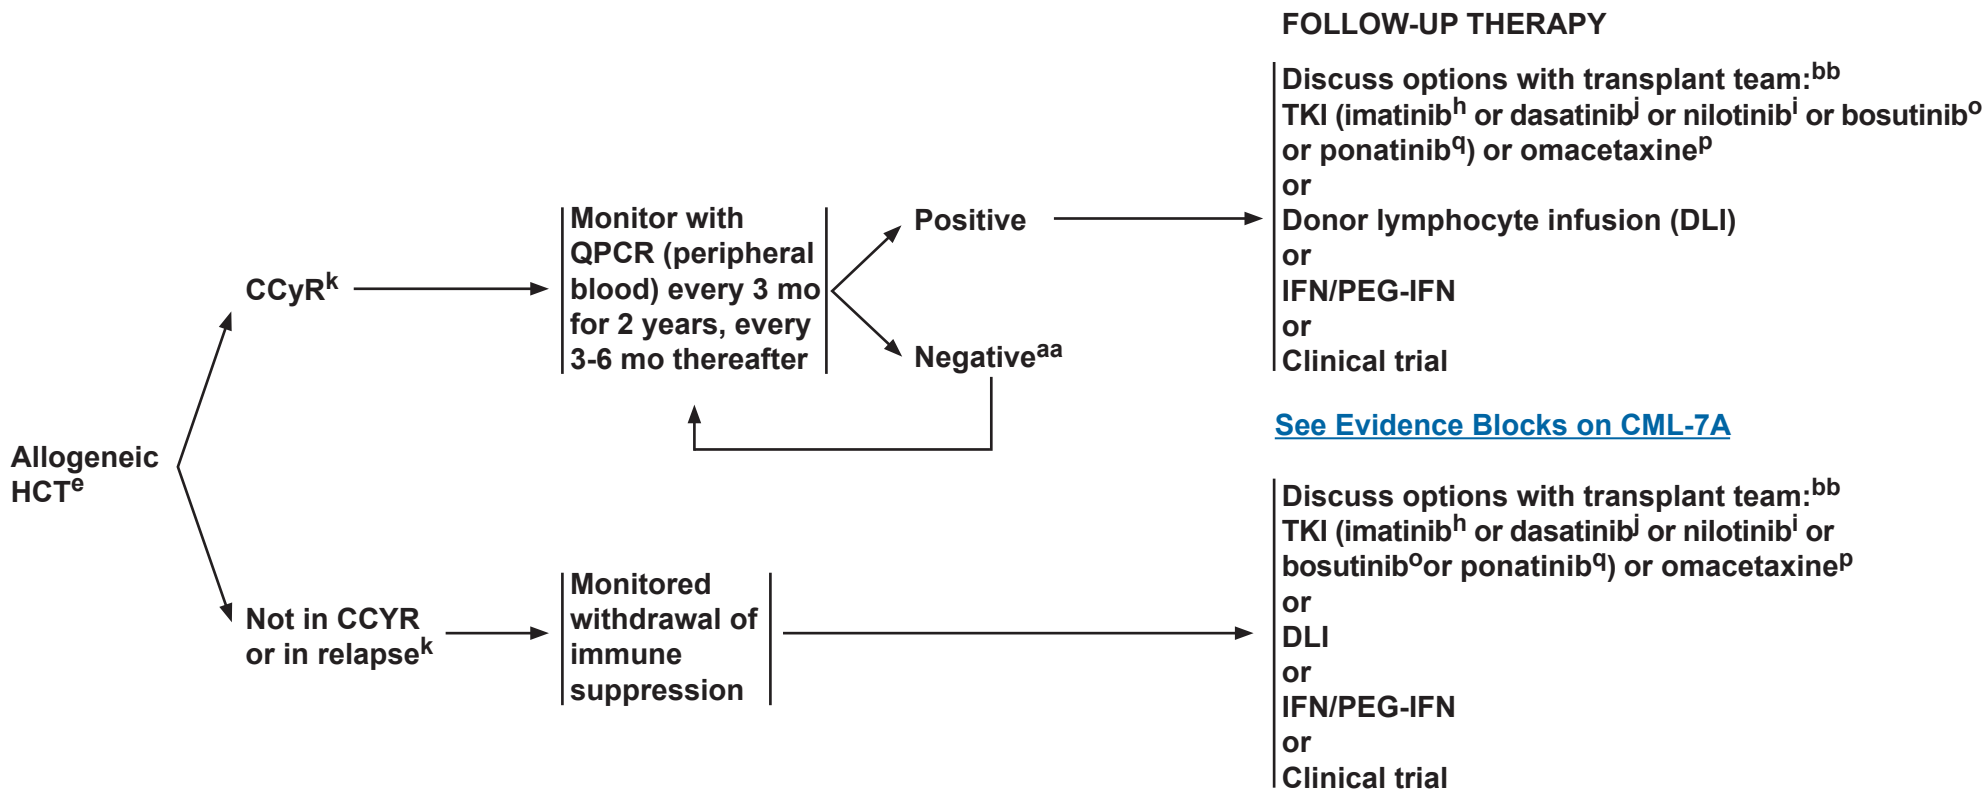 FOLLOW-UP THERAPY
Discuss options with transplant team:bb
TKI (imatinibh or dasatinibj or nilotinibi or bosutinibo
or ponatinibq) or omacetaxinep
or
Donor lymphocyte infusion (DLI)
or
IFN/PEG-IFN
or
Clinical trial
Monitor with
QPCR (peripheral
blood) every 3 mo
for 2 years, every
3-6 mo thereafter
Positive
Negativeaa
CCyRk
See Evidence Blocks on CML-7A
Allogeneic
HCTe
Not in CCYR
or in relapsek
Monitored
withdrawal of
immune
suppression
Discuss options with transplant team:bb
TKI (imatinibh or dasatinibj or nilotinibi or
bosutiniboor ponatinibq) or omacetaxinep
or
DLI
or
IFN/PEG-IFN
or
Clinical trial